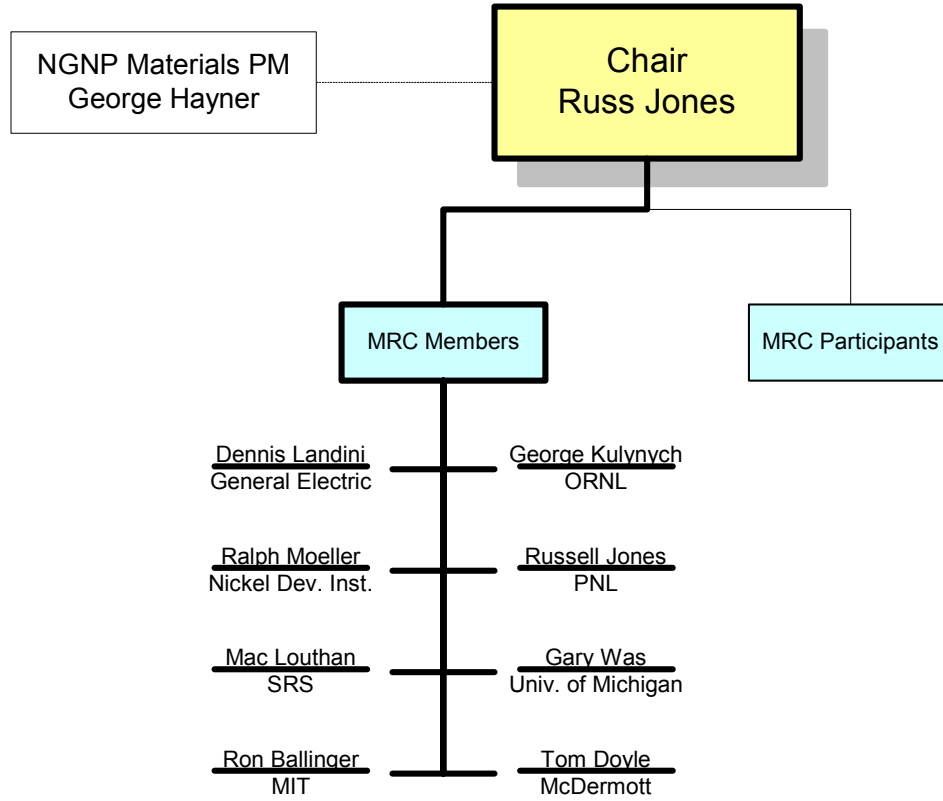 NGNP Materials PM
George Hayner
Chair
Russ Jones
MRC Members
MRC Participants
Dennis Landini
General Electric
George Kulynych
ORNL
Ralph Moeller
Nickel Dev. Inst.
Russell Jones
PNL
Mac Louthan
SRS
Gary Was
Univ. of Michigan
Ron Ballinger
MIT
Tom Doyle
McDermott